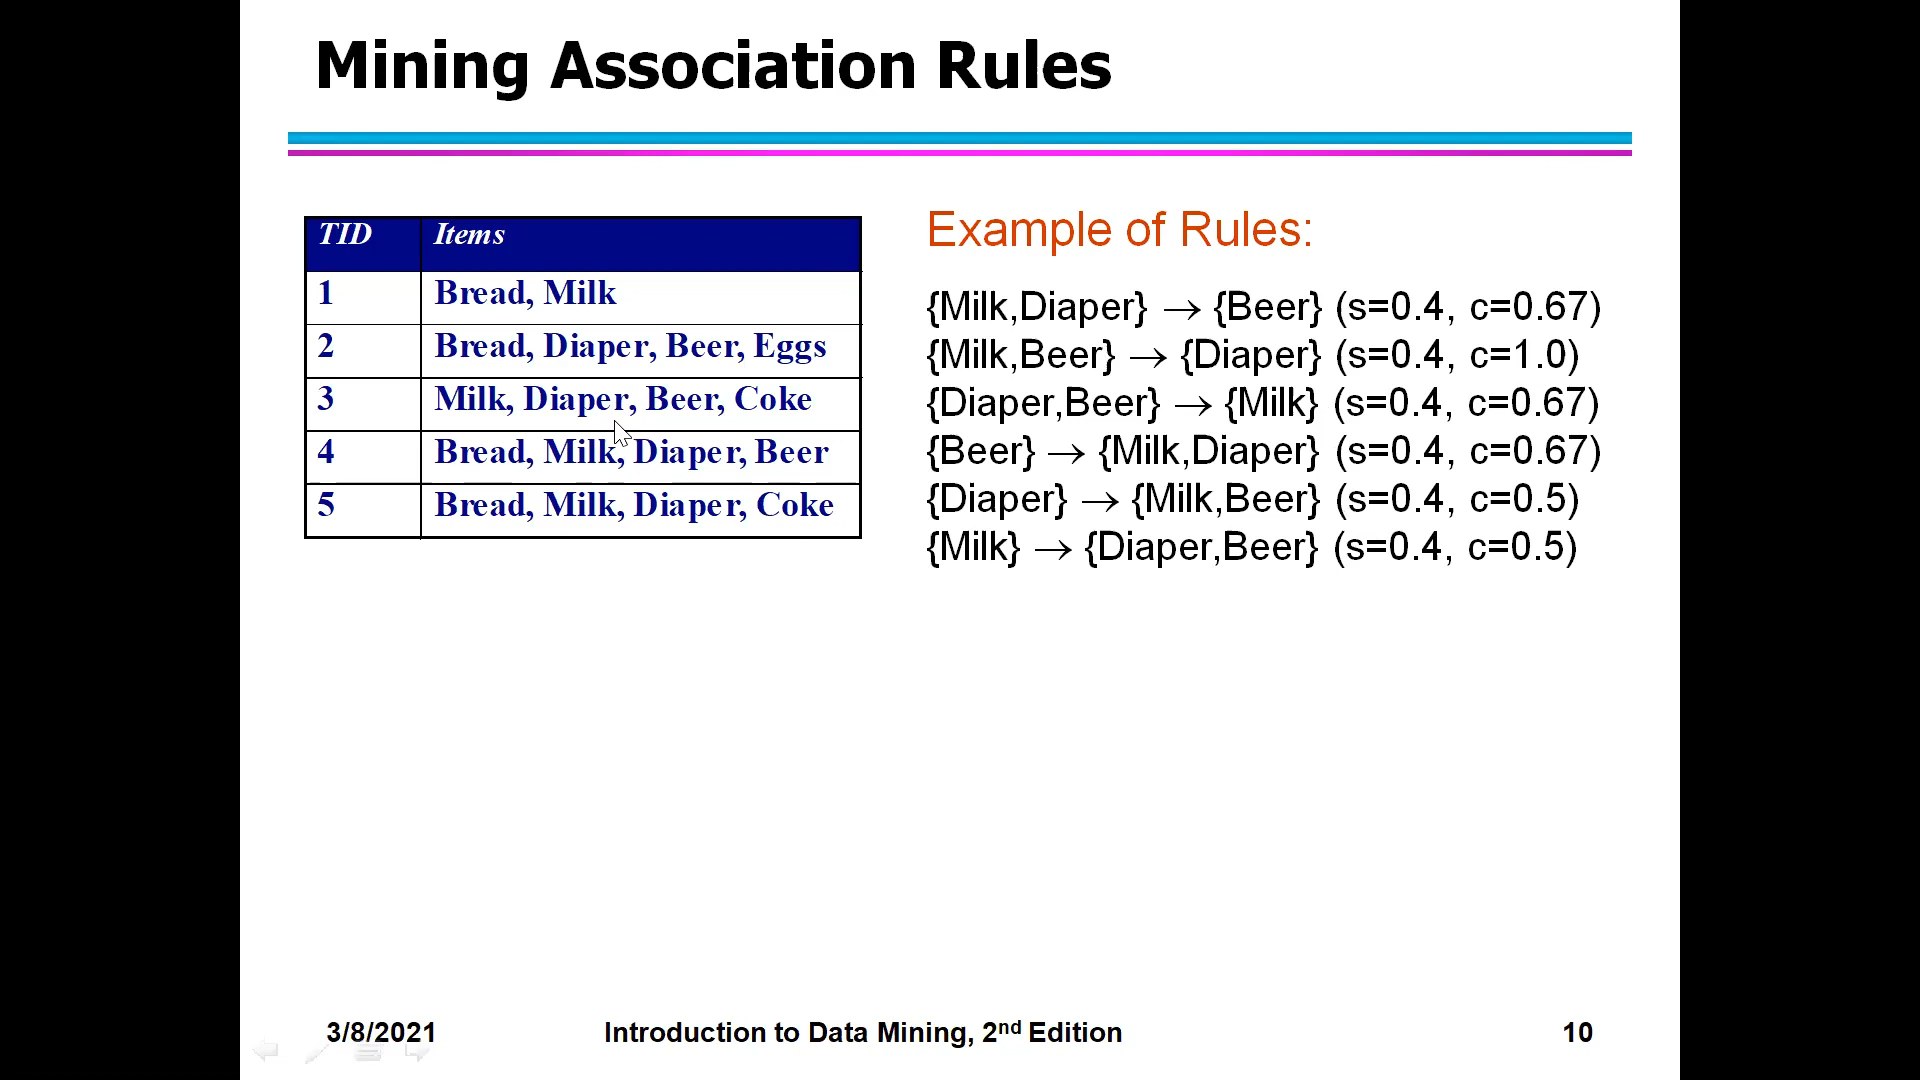 Mining Association Rules
TID Items
1 Bread, Milk
2 Bread, Diaper, Beer, Eggs
3 Milk, Diaper, Beer, Coke
4 Bread, Milk, Diaper, Beer
5 Bread, Milk, Diaper, Coke
Example of Rules:
{Milk,Diaper} → {Beer} (s=0.4, c=0.67)
{Milk,Beer} → {Diaper} (s=0.4, c=1.0)
{Diaper,Beer} → {Milk} (s=0.4, c=0.67)
{Beer} → {Milk,Diaper} (s=0.4, c=0.67)
{Diaper} → {Milk,Beer} (s=0.4, c=0.5)
{Milk} → {Diaper,Beer} (s=0.4, c=0.5)
3/8/2021 Introduction to Data Mining, 2nd Edition 10